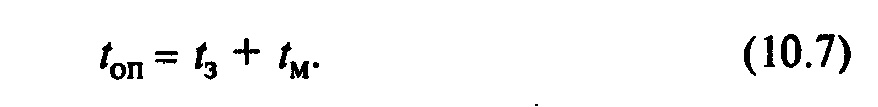 tоп = tз + tм. (10.7)